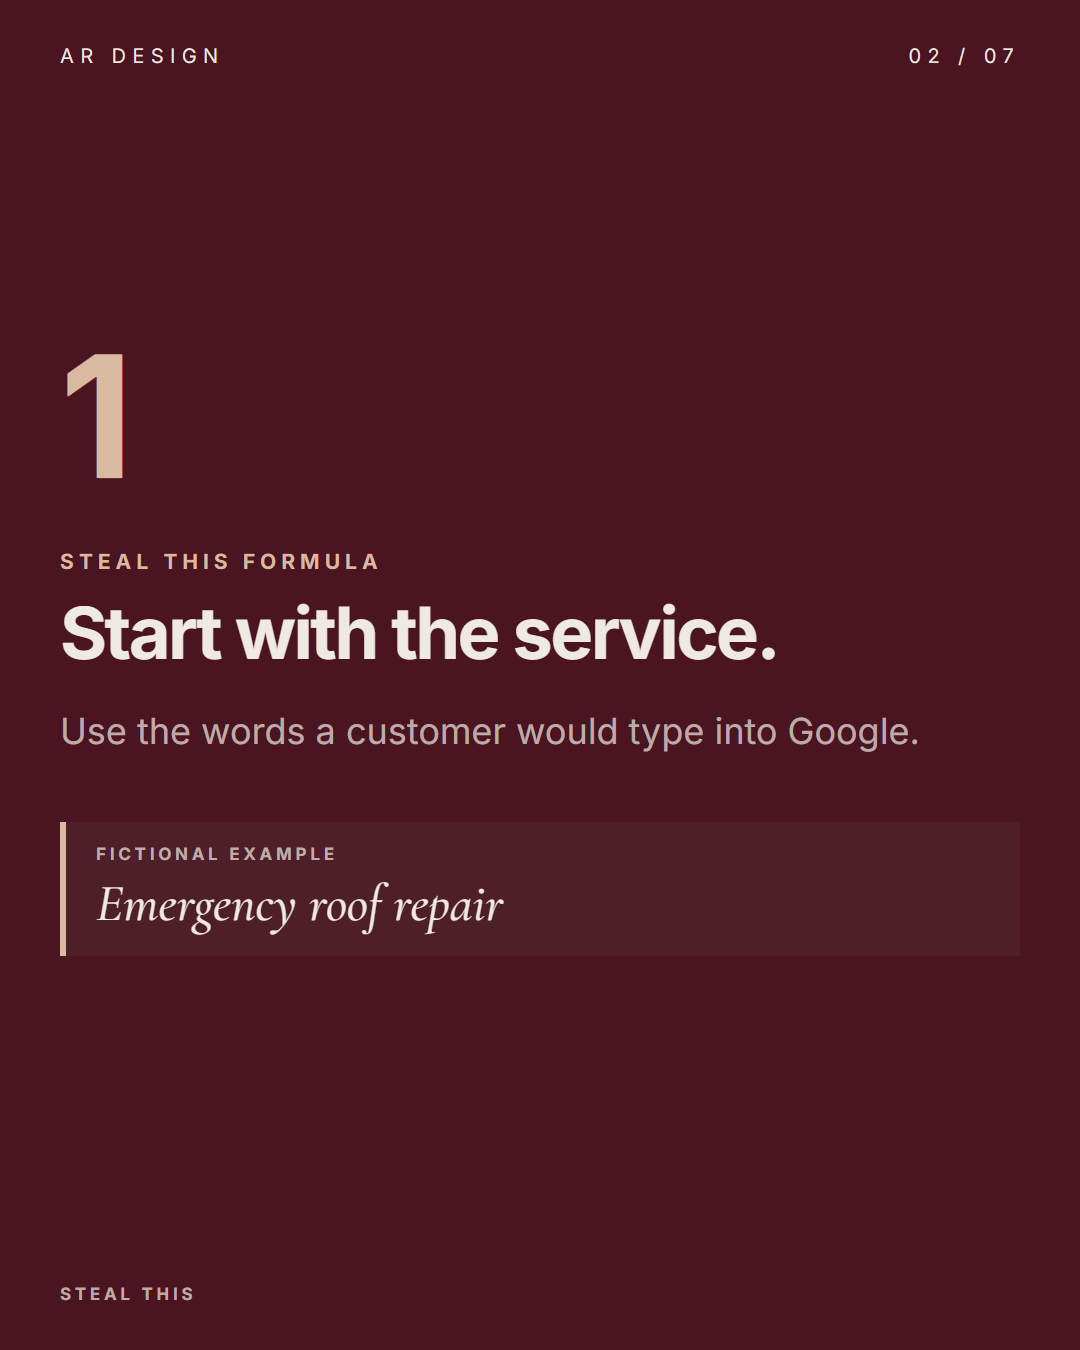 AR DESIGN
02 / 07
1
STEAL THIS FORMULA
Start with the service.
Use the words a customer would type into Google.
FICTIONAL EXAMPLE
Emergency roof repair
STEAL THIS